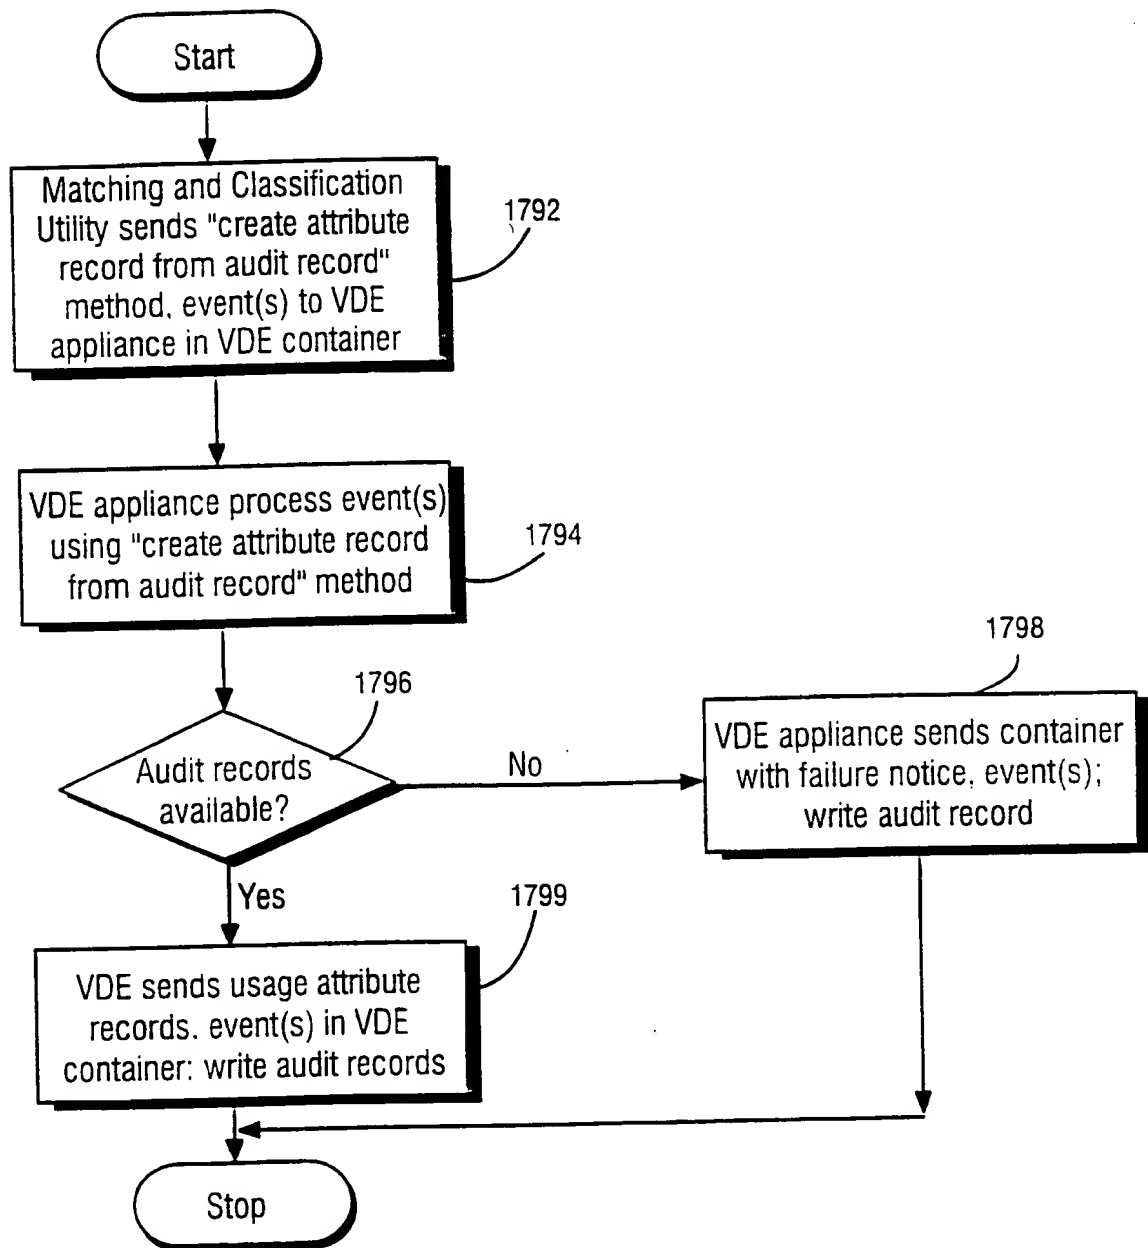 Start
Matching and Classification
Utility sends "create attribute
record from audit record"
method, event(s) to VDE
appliance in VDE container
1792
VDE appliance process event(s)
using "create attribute record
from audit record" method
1794
1796
Audit records
available?
No
1798
VDE appliance sends container
with failure notice, event(s);
write audit record
Yes
1799
VDE sends usage attribute
records. event(s) in VDE
container: write audit records
Stop